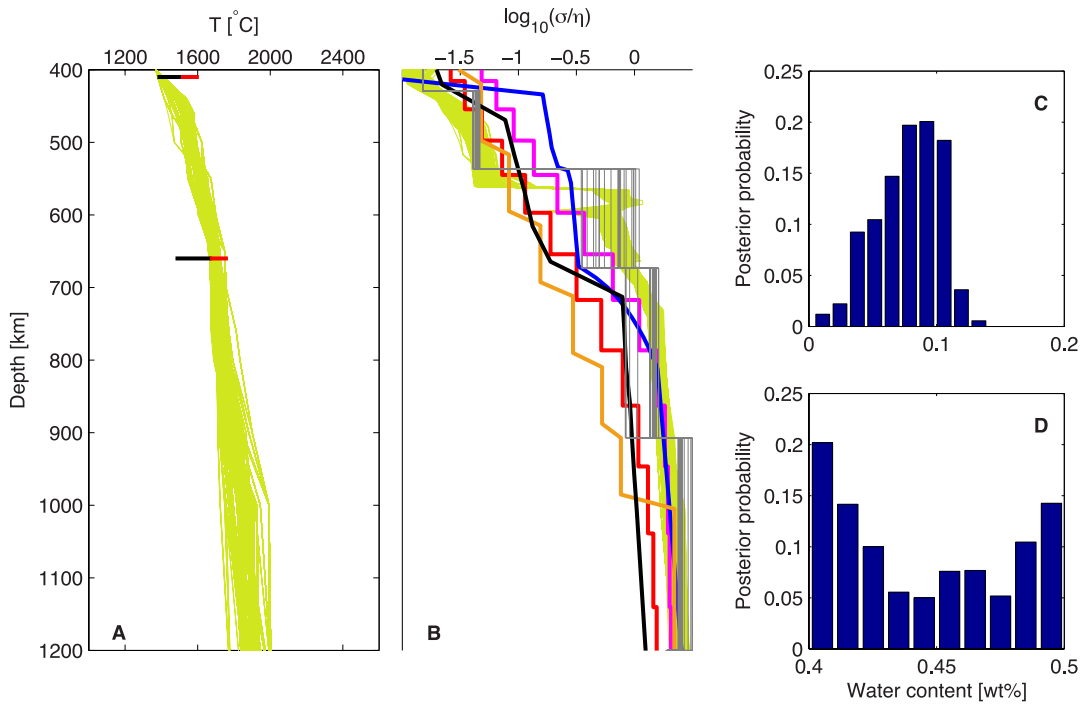 T [°C]
1200 1600 2000 2400
400
500
600
700
800
900
1000
1100
1200
Depth [km]
A
log10(σ/η)
−1.5 −1 −0.5 0
B
0.25
0.2
0.15
0.1
0.05
0
Posterior probability
C
0 0.1 0.2
0.25
0.2
0.15
0.1
0.05
0
Posterior probability
D
0.4 0.45 0.5
Water content [wt%]